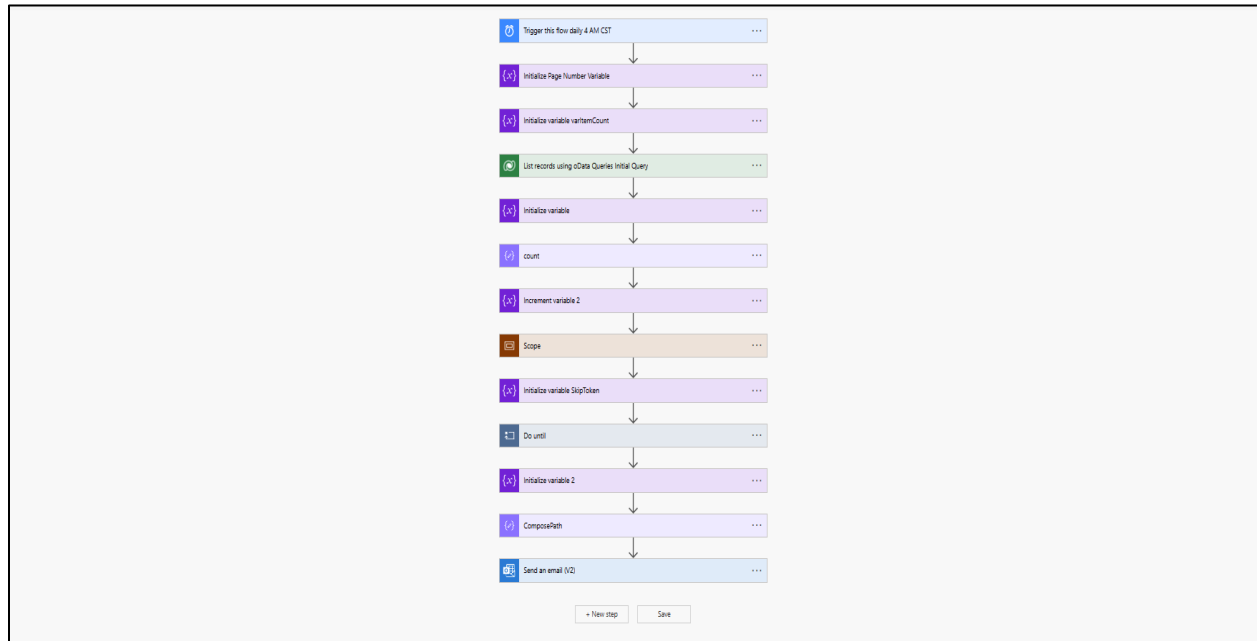 Trigger this flow daily 4 AM CST
{x} Initialize Page Number Variable
{x} Initialize variable varItemCount
List records using oData Queries Initial Query
{x} Initialize variable
count
{x} Increment variable 2
Scope
{x} Initialize variable SkipToken
Do until
{x} Initialize variable 2
ComposePath
Send an email (V2)
+ New step Save